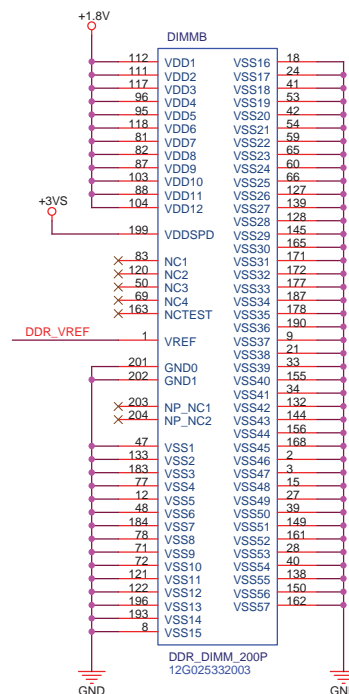 +1.8V
DIMMB
112 VDD1
111 VDD2
117 VDD3
96 VDD4
95 VDD5
118 VDD6
81 VDD7
82 VDD8
87 VDD9
103 VDD10
88 VDD11
104 VDD12
+3VS
199 VDDSPD
83 NC1
120 NC2
50 NC3
69 NC4
163 NCTEST
DDR_VREF 1 VREF
201 GND0
202 GND1
203 NP_NC1
204 NP_NC2
47 VSS1
133 VSS2
183 VSS3
77 VSS4
12 VSS5
48 VSS6
184 VSS7
78 VSS8
71 VSS9
72 VSS10
121 VSS11
122 VSS12
196 VSS13
193 VSS14
8 VSS15
VSS16 18
VSS17 24
VSS18 41
VSS19 53
VSS20 42
VSS21 54
VSS22 59
VSS23 65
VSS24 60
VSS25 66
VSS26 127
VSS27 139
VSS28 128
VSS29 145
VSS30 165
VSS31 171
VSS32 172
VSS33 177
VSS34 187
VSS35 178
VSS36 190
VSS37 9
VSS38 21
VSS39 33
VSS40 155
VSS41 34
VSS42 132
VSS43 144
VSS44 156
VSS45 168
VSS46 2
VSS47 3
VSS48 15
VSS49 27
VSS50 39
VSS51 149
VSS52 161
VSS53 28
VSS54 40
VSS55 138
VSS56 150
VSS57 162
DDR_DIMM_200P
12G025332003
GND
GND